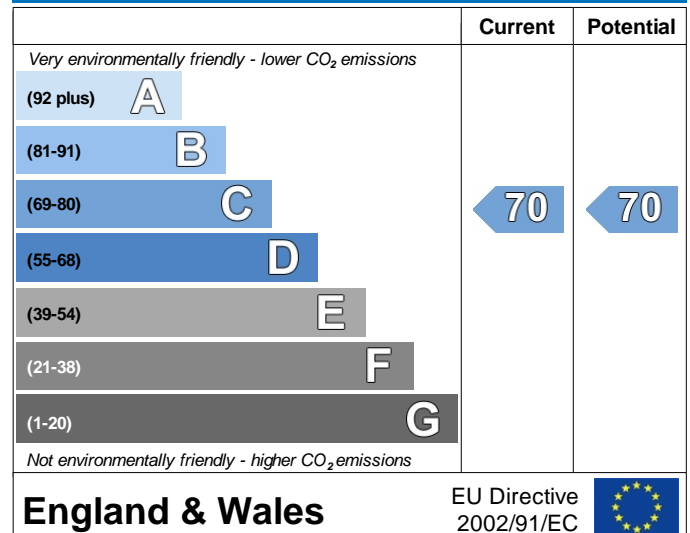 Current Potential
Very environmentally friendly - lower CO₂ emissions
(92 plus) A
(81-91) B
(69-80) C 70 70
(55-68) D
(39-54) E
(21-38) F
(1-20) G
Not environmentally friendly - higher CO₂ emissions
England & Wales
EU Directive
2002/91/EC